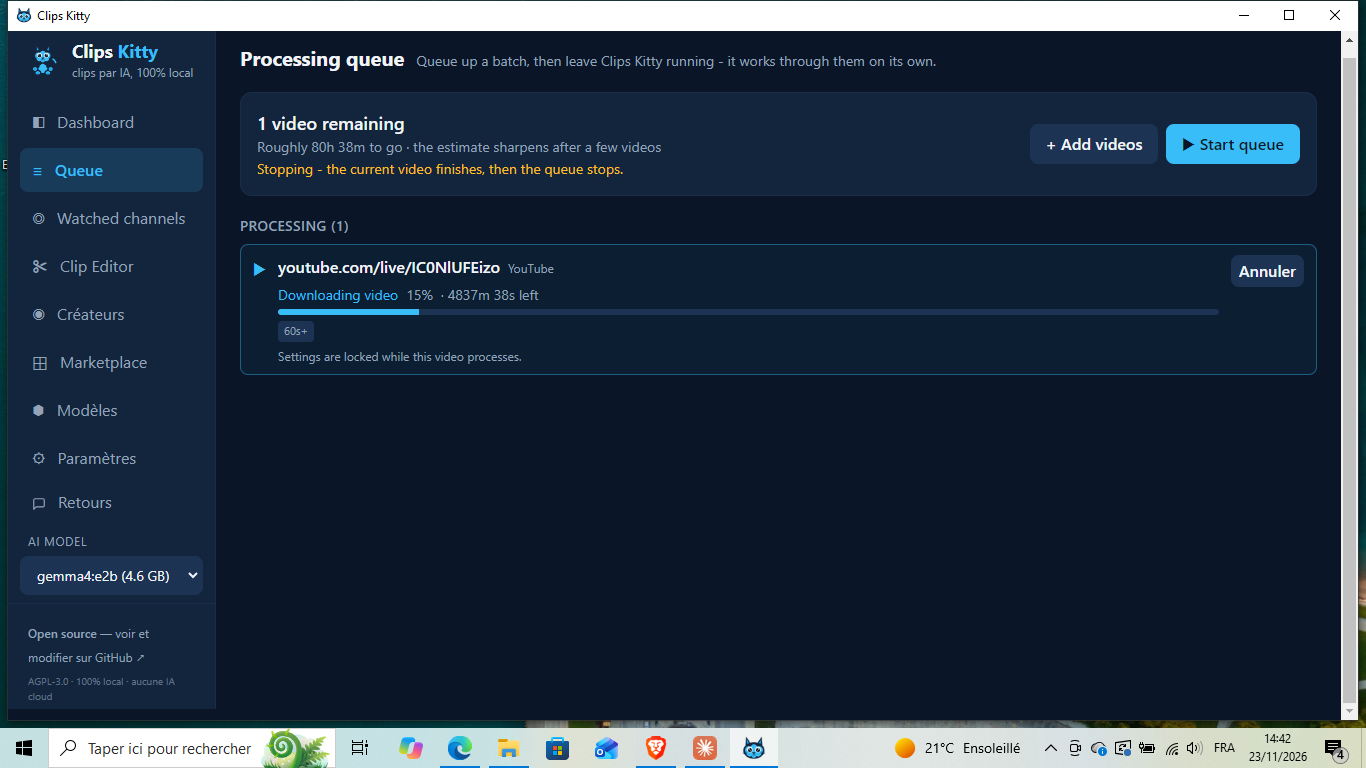 Clips Kitty
Clips Kitty
clips par IA, 100% local
Dashboard
Queue
Watched channels
Clip Editor
Créateurs
Marketplace
Modèles
Paramètres
Retours
AI MODEL
gemma4:e2b (4.6 GB)
Open source — voir et
modifier sur GitHub ↗
AGPL-3.0 · 100% local · aucune IA
cloud
Processing queue Queue up a batch, then leave Clips Kitty running - it works through them on its own.
1 video remaining
Roughly 80h 38m to go · the estimate sharpens after a few videos
Stopping - the current video finishes, then the queue stops.
+ Add videos
▶ Start queue
PROCESSING (1)
youtube.com/live/IC0NlUFEizo YouTube
Annuler
Downloading video 15% · 4837m 38s left
60s+
Settings are locked while this video processes.
Taper ici pour rechercher
21°C Ensoleillé
FRA
14:42
23/11/2026
4